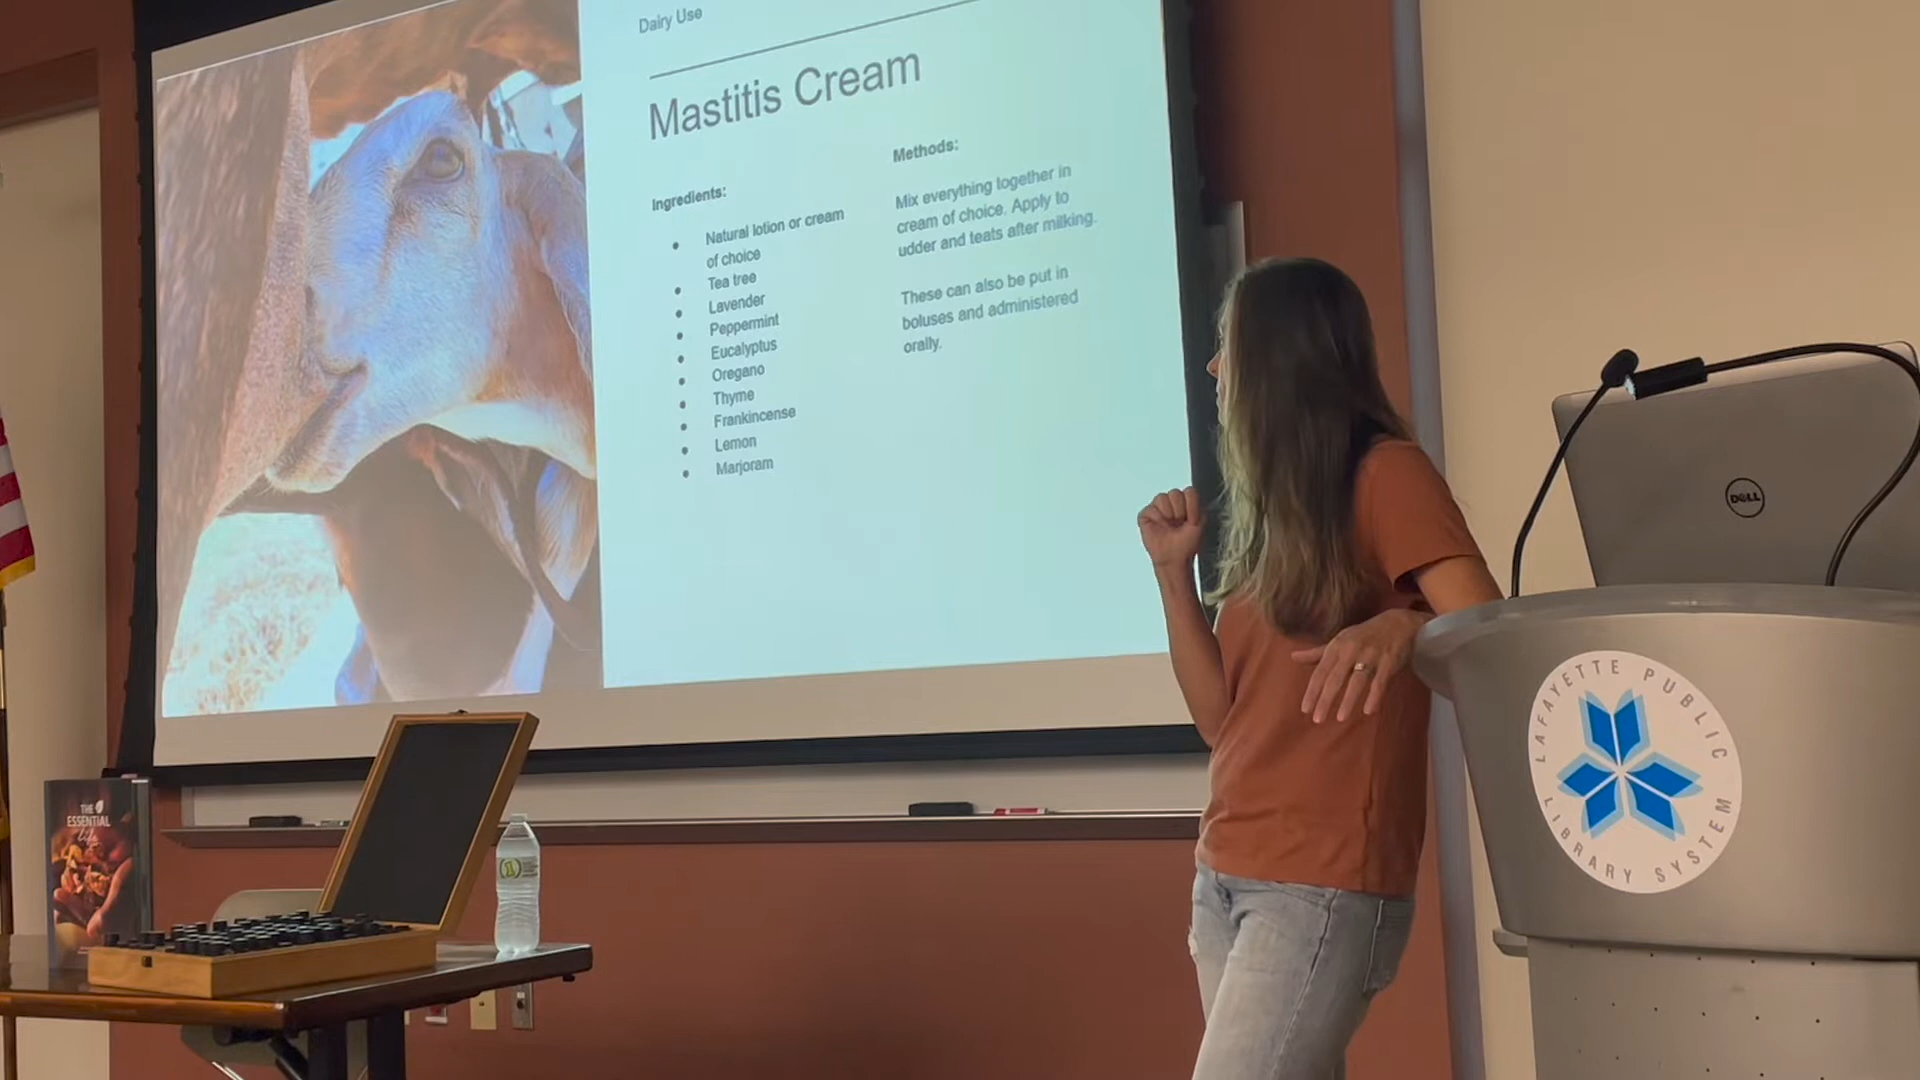 Dairy Use
Mastitis Cream
Ingredients:
Natural lotion or cream
of choice
Tea tree
Lavender
Peppermint
Eucalyptus
Oregano
Thyme
Frankincense
Lemon
Marjoram
Methods:
Mix everything together in
cream of choice. Apply to
udder and teats after milking.
These can also be put in
boluses and administered
orally.
DELL
LAFAYETTE PUBLIC
LIBRARY SYSTEM
THE
ESSENTIAL
life